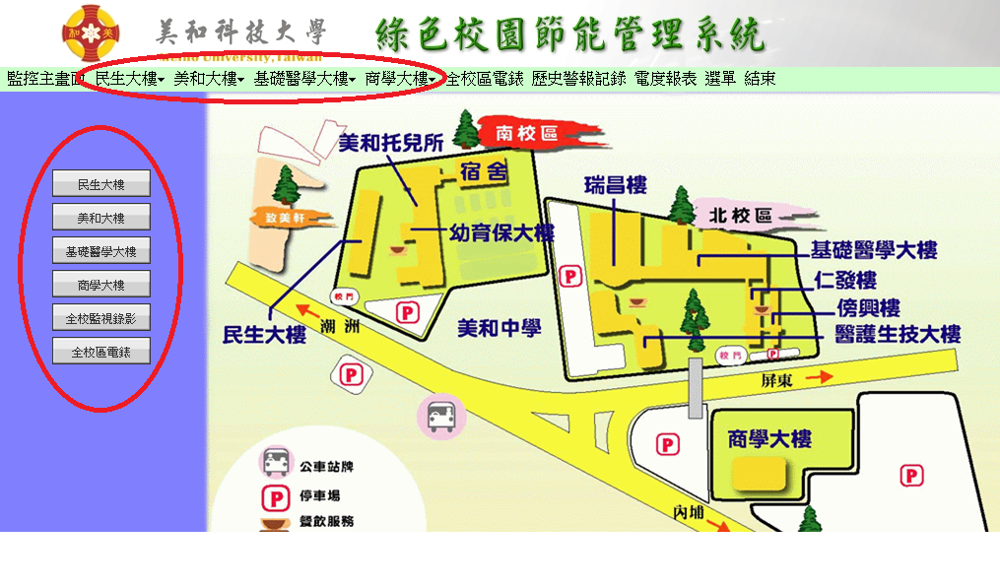 美和科技大學
Meiho University,Taiwan
綠色校園節能管理系統
監控主畫面 民生大樓 美和大樓 基礎醫學大樓 商學大樓 全校區電錶 歷史警報記錄 電度報表 選單 結束
民生大樓
美和大樓
基礎醫學大樓
商學大樓
全校監視錄影
全校區電錶
南校區
美和托兒所
宿舍
瑞昌樓
致美軒
北校區
幼育保大樓
基礎醫學大樓
仁發樓
校門
P
P
傍興樓
民生大樓
潮洲
美和中學
醫護生技大樓
校門
P
P
屏東
商學大樓
P
P
公車站牌
P 停車場
餐飲服務
內埔